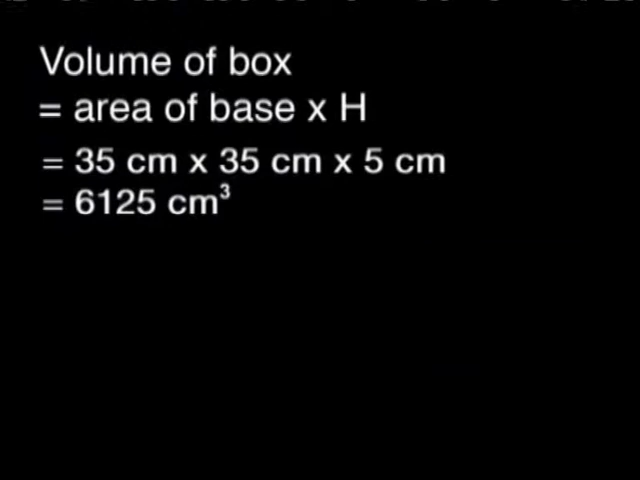 Volume of box
= area of base x H
= 35 cm x 35 cm x 5 cm
= 6125 cm³